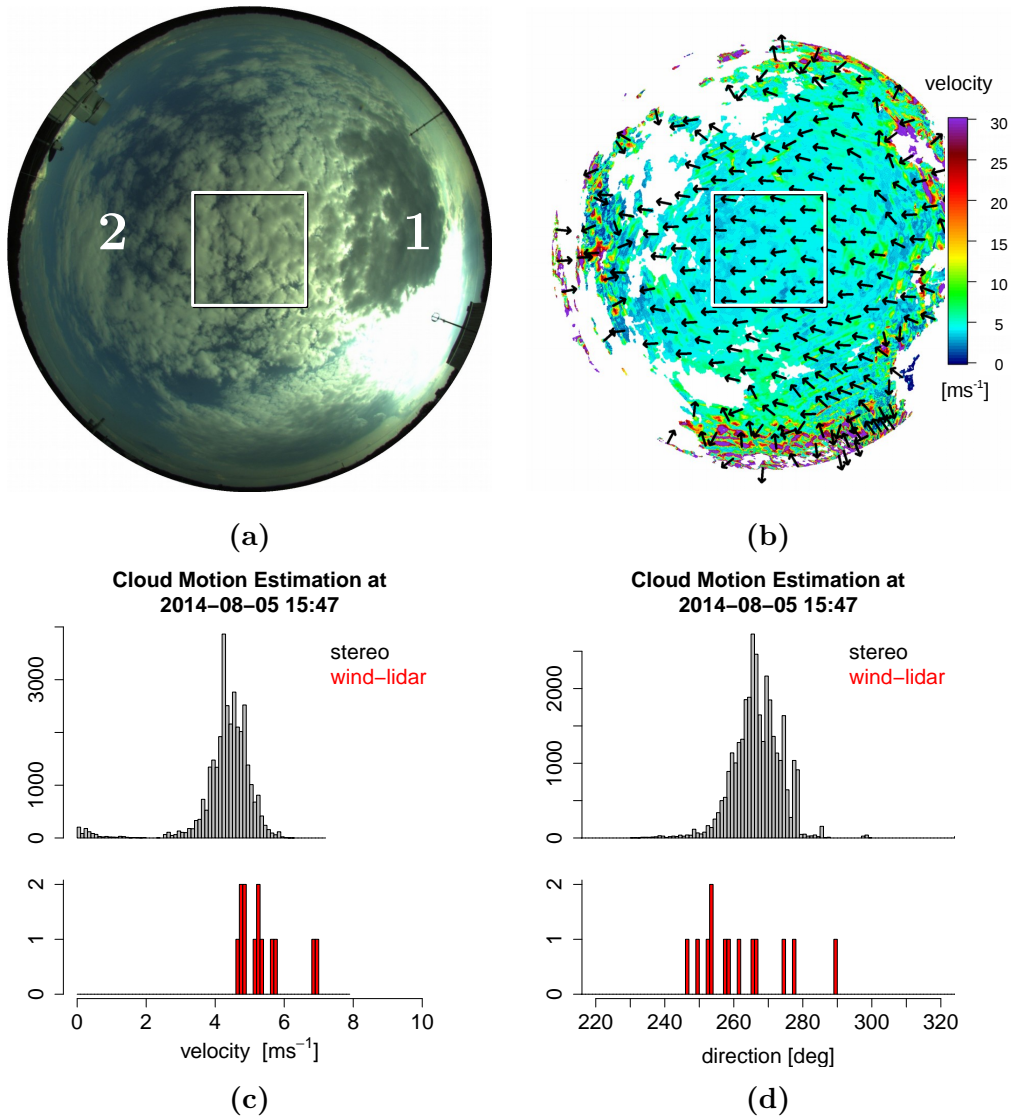 2
1
velocity
30
25
20
15
10
5
0
[ms-1]
(a)
(b)
Cloud Motion Estimation at
2014−08−05 15:47
stereo
wind−lidar
0
1000
3000
0
1
2
0
2
4
6
8
10
velocity [ms−1]
(c)
Cloud Motion Estimation at
2014−08−05 15:47
stereo
wind−lidar
0
1000
2000
0
1
2
220
240
260
280
300
320
direction [deg]
(d)